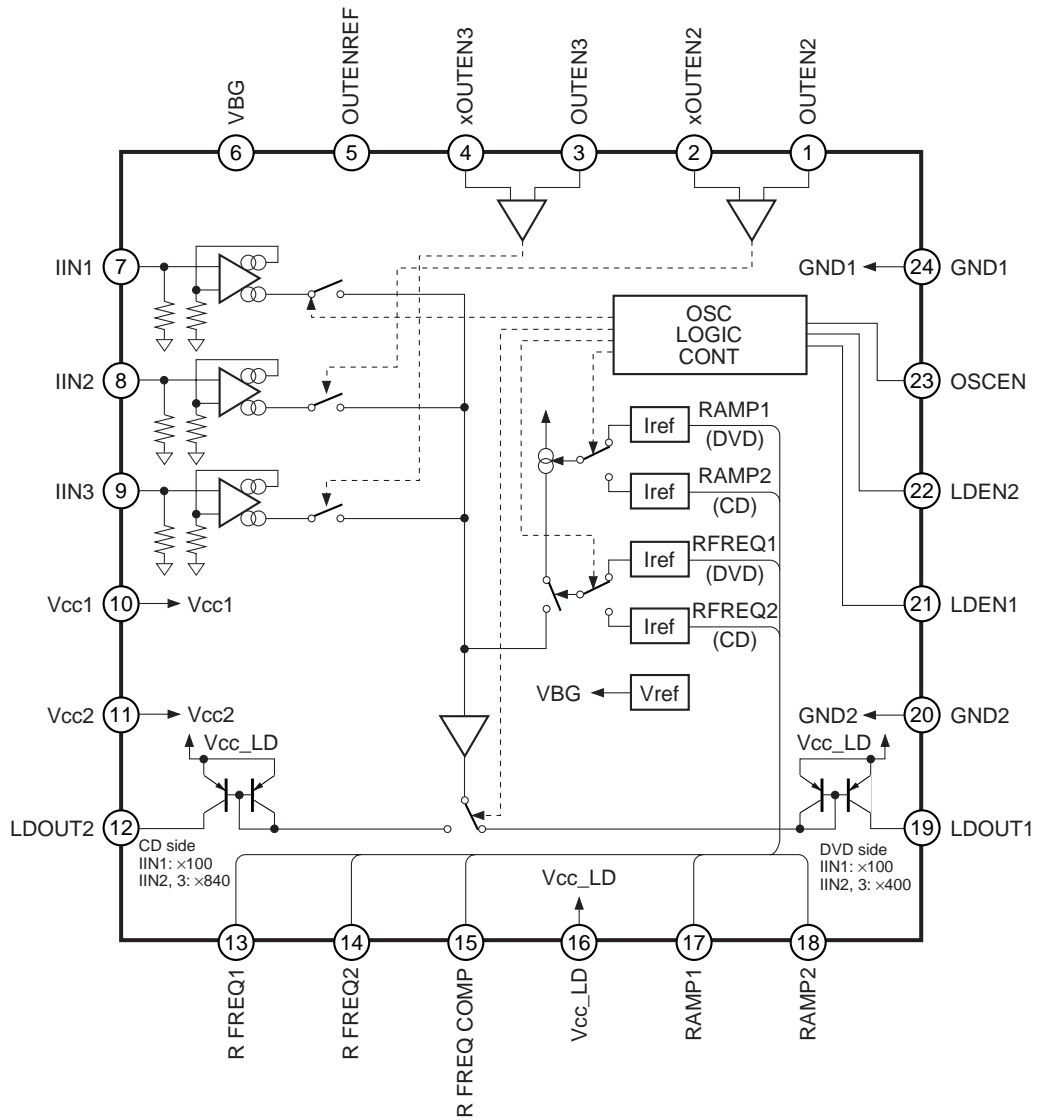 VBG
OUTENREF
xOUTEN3
OUTEN3
xOUTEN2
OUTEN2
6
5
4
3
2
1
IIN1
7
IIN2
8
IIN3
9
Vcc1
10
Vcc1
Vcc2
11
Vcc2
Vcc_LD
LDOUT2
12
CD side
IIN1: ×100
IIN2, 3: ×840
OSC
LOGIC
CONT
Iref
RAMP1
(DVD)
Iref
RAMP2
(CD)
Iref
RFREQ1
(DVD)
Iref
RFREQ2
(CD)
VBG
Vref
GND1
24
GND1
23
OSCEN
22
LDEN2
21
LDEN1
GND2
20
GND2
Vcc_LD
19
LDOUT1
DVD side
IIN1: ×100
IIN2, 3: ×400
Vcc_LD
13
14
15
16
17
18
R FREQ1
R FREQ2
R FREQ COMP
Vcc_LD
RAMP1
RAMP2